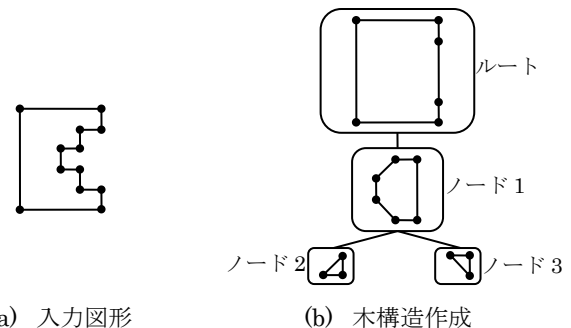 ルート
ノード 1
ノード 2
ノード 3
a) 入力図形
(b) 木構造作成